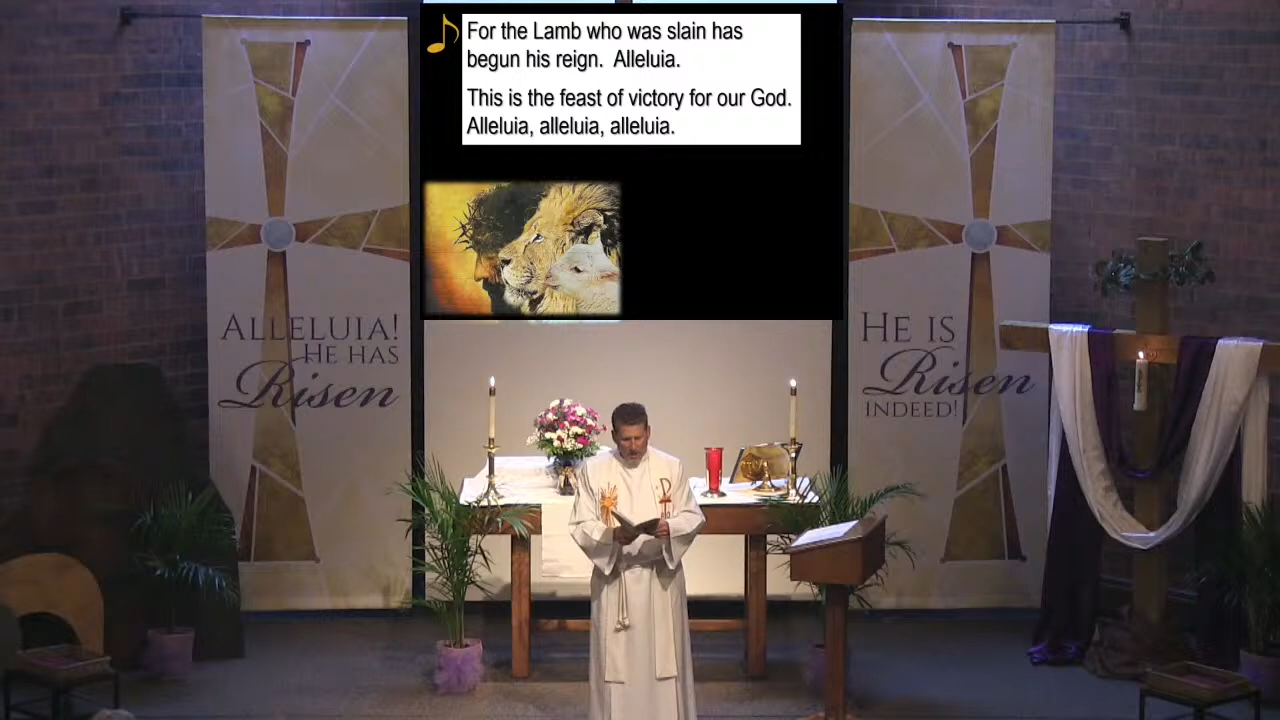 For the Lamb who was slain has
begun his reign.  Alleluia.
This is the feast of victory for our God.
Alleluia, alleluia, alleluia.
ALLELUIA!
HE HAS
Risen
HE IS
Risen
INDEED!